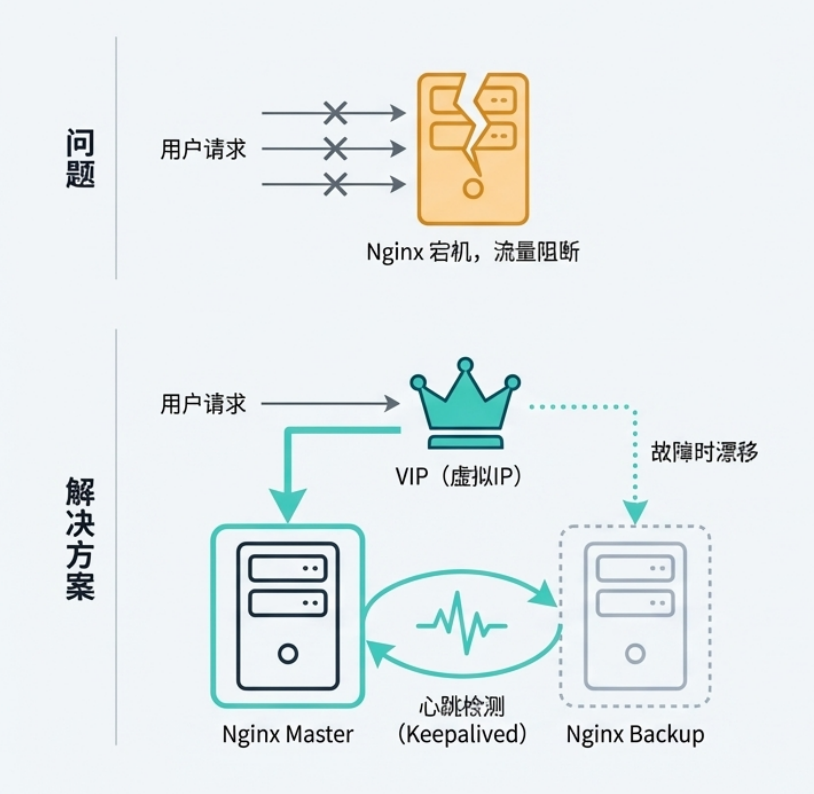 问题
用户请求
Nginx 宕机，流量阻断
解决方案
用户请求
VIP（虚拟IP）
故障时漂移
心跳检测
（Keepalived）
Nginx Master
Nginx Backup